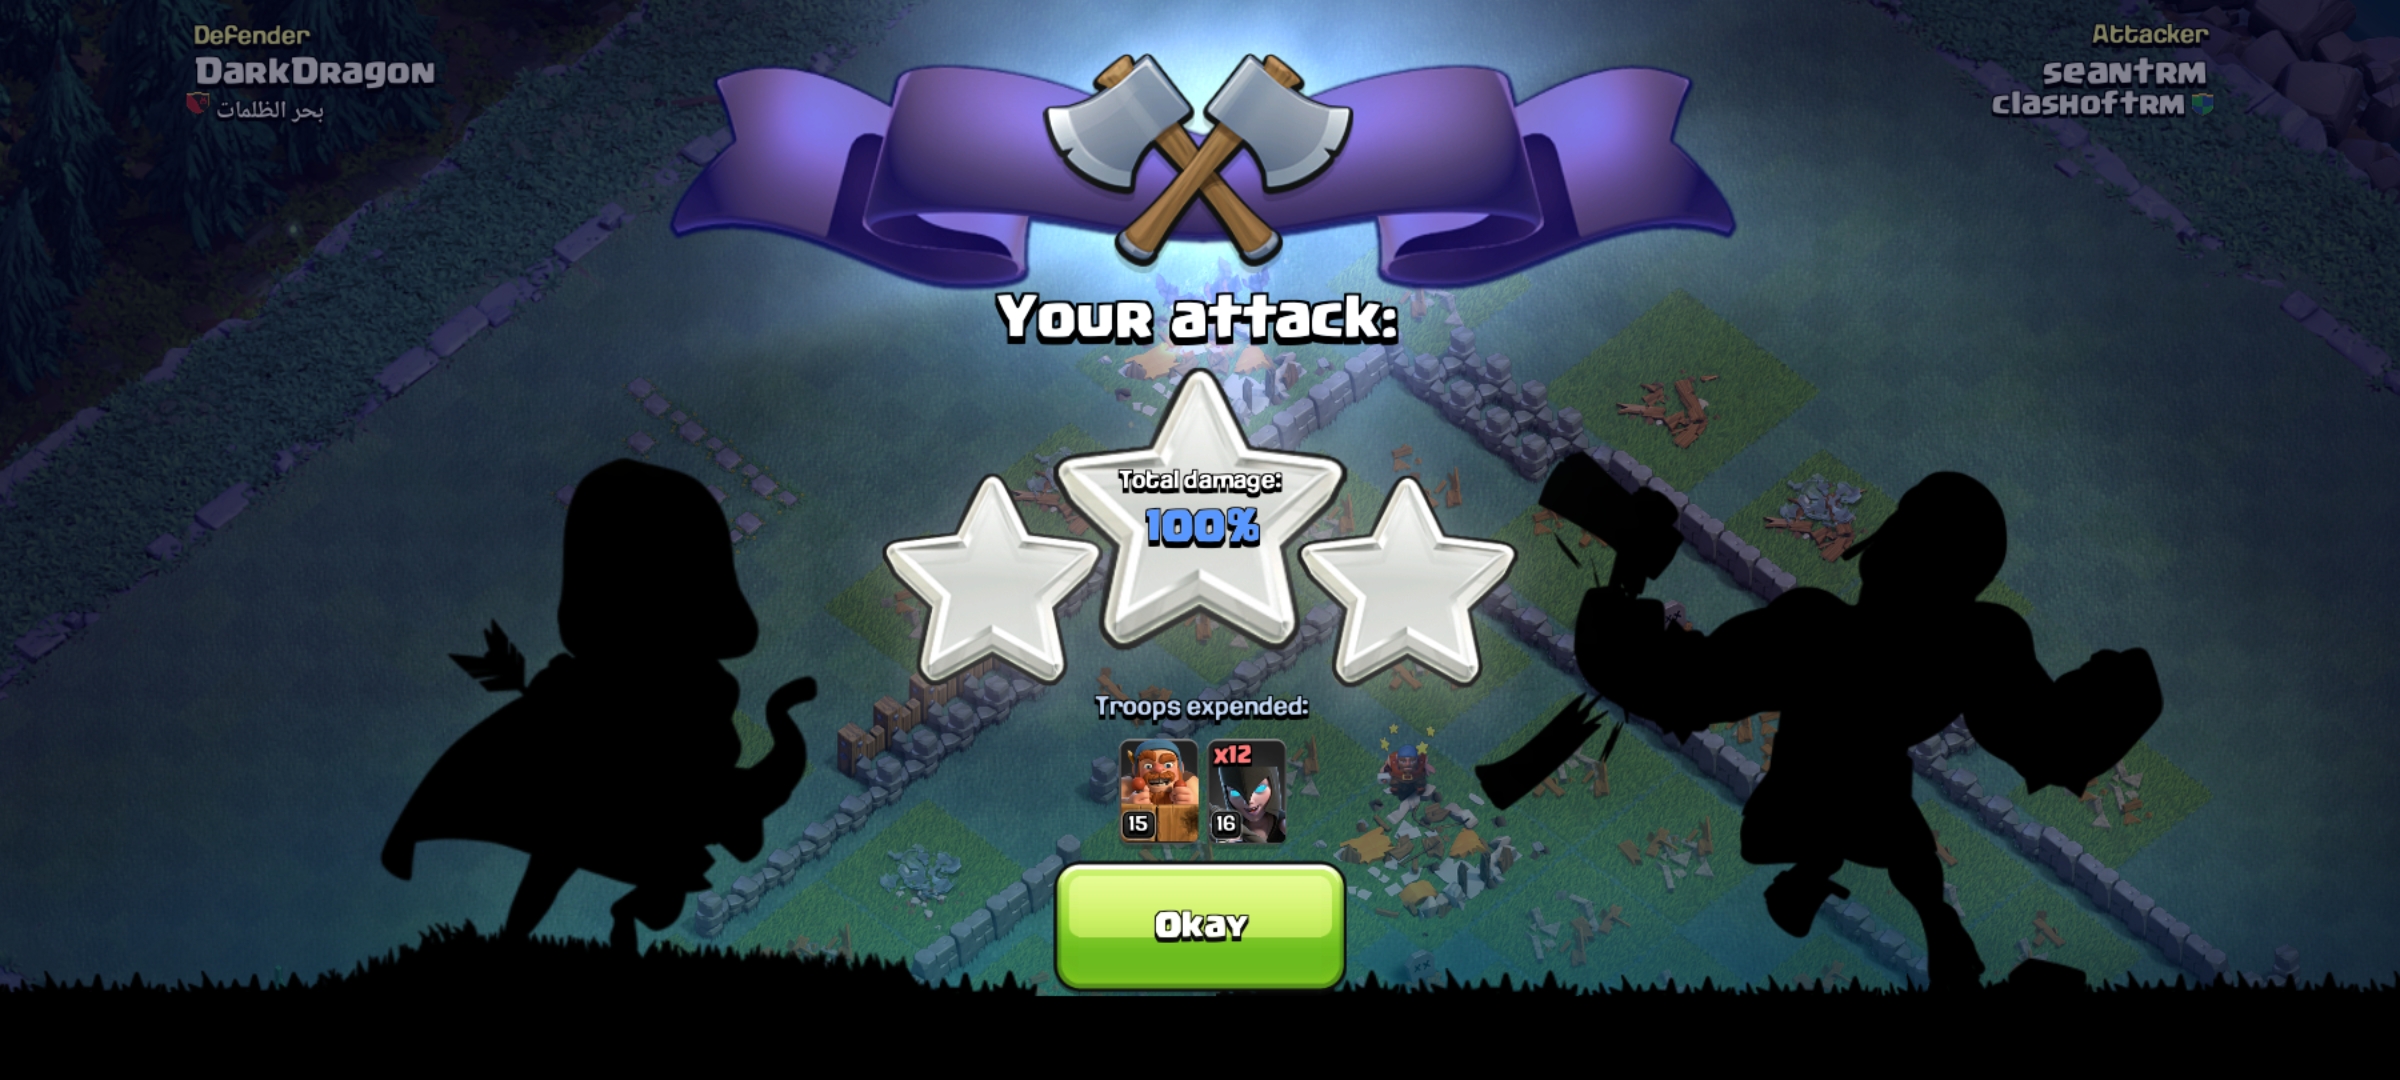 Defender
DarkDragon
بحر الظلمات
Attacker
seantrm
clashoftrm
Your attack:
Total damage:
100%
Troops expended:
x12
15
16
Okay